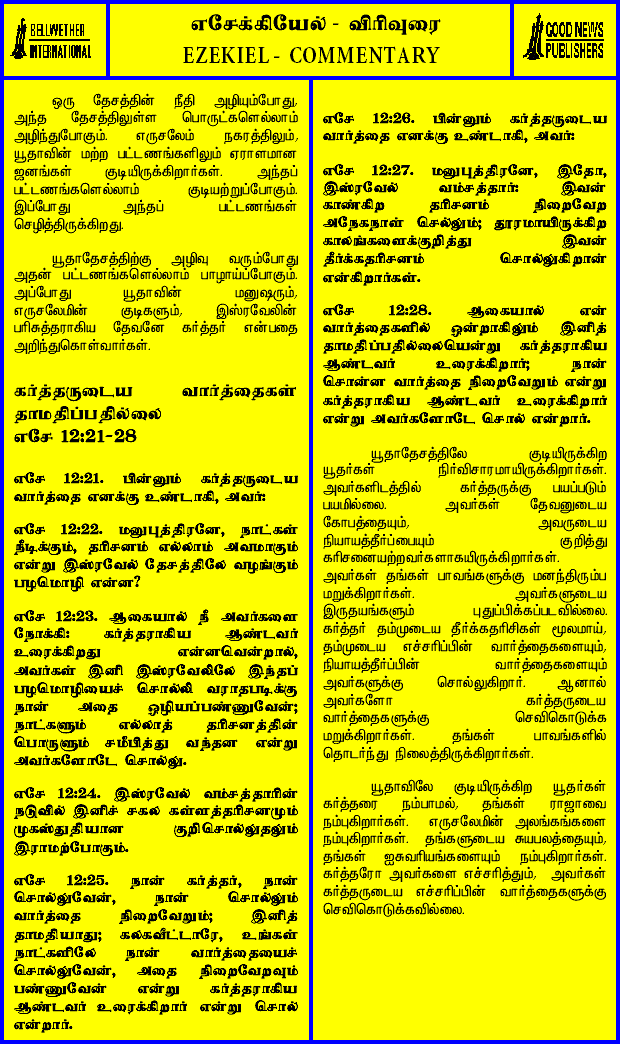 BELLWETHER
INTERNATIONAL
எசேக்கியேல் - விரிவுரை
EZEKIEL - COMMENTARY
GOOD NEWS
PUBLISHERS
ஒரு தேசத்தின் நீதி அழியும்போது,
அந்த தேசத்திலுள்ள பொருட்களெல்லாம்
அழிந்துபோகும். எருசலேம் நகரத்திலும்,
யூதாவின் மற்ற பட்டணங்களிலும் ஏராளமான
ஜனங்கள் குடியிருக்கிறார்கள். அந்தப்
பட்டணங்களெல்லாம் குடியற்றுப்போகும்.
இப்போது அந்தப் பட்டணங்கள்
செழித்திருக்கிறது.
யூதாதேசத்திற்கு அழிவு வரும்போது
அதன் பட்டணங்களெல்லாம் பாழாய்ப்போகும்.
அப்போது யூதாவின் மனுஷரும்,
எருசலேமின் குடிகளும், இஸ்ரவேலின்
பரிசுத்தராகிய தேவனே கர்த்தர் என்பதை
அறிந்துகொள்வார்கள்.
கர்த்தருடைய வார்த்தைகள்
தாமதிப்பதில்லை
எசே 12:21-28
எசே 12:21. பின்னும் கர்த்தருடைய
வார்த்தை எனக்கு உண்டாகி, அவர்:
எசே 12:22. மனுபுத்திரனே, நாட்கள்
நீடிக்கும், தரிசனம் எல்லாம் அவமாகும்
என்று இஸ்ரவேல் தேசத்திலே வழங்கும்
பழமொழி என்ன?
எசே 12:23. ஆகையால் நீ அவர்களை
நோக்கி: கர்த்தராகிய ஆண்டவர்
உரைக்கிறது என்னவென்றால்,
அவர்கள் இனி இஸ்ரவேலிலே இந்தப்
பழமொழியைச் சொல்லி வராதபடிக்கு
நான் அதை ஒழியப்பண்ணுவேன்;
நாட்களும் எல்லாத் தரிசனத்தின்
பொருளும் சமீபித்து வந்தன என்று
அவர்களோடே சொல்லு.
எசே 12:24. இஸ்ரவேல் வம்சத்தாரின்
நடுவில் இனிச் சகல கள்ளத்தரிசனமும்
முகஸ்துதியான குறிசொல்லுதலும்
இராமற்போகும்.
எசே 12:25. நான் கர்த்தர், நான்
சொல்லுவேன், நான் சொல்லும்
வார்த்தை நிறைவேறும்; இனித்
தாமதியாது; கலகவீட்டாரே, உங்கள்
நாட்களிலே நான் வார்த்தையைச்
சொல்லுவேன், அதை நிறைவேறவும்
பண்ணுவேன் என்று கர்த்தராகிய
ஆண்டவர் உரைக்கிறார் என்று சொல்
என்றார்.
எசே 12:26. பின்னும் கர்த்தருடைய
வார்த்தை எனக்கு உண்டாகி, அவர்:
எசே 12:27. மனுபுத்திரனே, இதோ,
இஸ்ரவேல் வம்சத்தார்: இவன்
காண்கிற தரிசனம் நிறைவேற
அநேகநாள் செல்லும்; தூரமாயிருக்கிற
காலங்களைக்குறித்து இவன்
தீர்க்கதரிசனம் சொல்லுகிறான்
என்கிறார்கள்.
எசே 12:28. ஆகையால் என்
வார்த்தைகளில் ஒன்றாகிலும் இனித்
தாமதிப்பதில்லையென்று கர்த்தராகிய
ஆண்டவர் உரைக்கிறார்; நான்
சொன்ன வார்த்தை நிறைவேறும் என்று
கர்த்தராகிய ஆண்டவர் உரைக்கிறார்
என்று அவர்களோடே சொல் என்றார்.
யூதாதேசத்திலே குடியிருக்கிற
யூதர்கள் நிர்விசாரமாயிருக்கிறார்கள்.
அவர்களிடத்தில் கர்த்தருக்கு பயப்படும்
பயமில்லை. அவர்கள் தேவனுடைய
கோபத்தையும், அவருடைய
நியாயத்தீர்ப்பையும் குறித்து
கரிசனையற்றவர்களாகயிருக்கிறார்கள்.
அவர்கள் தங்கள் பாவங்களுக்கு மனந்திரும்ப
மறுக்கிறார்கள். அவர்களுடைய
இருதயங்களும் புதுப்பிக்கப்படவில்லை.
கர்த்தர் தம்முடைய தீர்க்கதரிசிகள் மூலமாய்,
தம்முடைய எச்சரிப்பின் வார்த்தைகளையும்,
நியாயத்தீர்ப்பின் வார்த்தைகளையும்
அவர்களுக்கு சொல்லுகிறார். ஆனால்
அவர்களோ கர்த்தருடைய
வார்த்தைகளுக்கு செவிகொடுக்க
மறுக்கிறார்கள். தங்கள் பாவங்களில்
தொடர்ந்து நிலைத்திருக்கிறார்கள்.
யூதாவிலே குடியிருக்கிற யூதர்கள்
கர்த்தரை நம்பாமல், தங்கள் ராஜாவை
நம்புகிறார்கள். எருசலேமின் அலங்கங்களை
நம்புகிறார்கள். தங்களுடைய சுயபலத்தையும்,
தங்கள் ஐசுவரியங்களையும் நம்புகிறார்கள்.
கர்த்தரோ அவர்களை எச்சரித்தும், அவர்கள்
கர்த்தருடைய எச்சரிப்பின் வார்த்தைகளுக்கு
செவிகொடுக்கவில்லை.